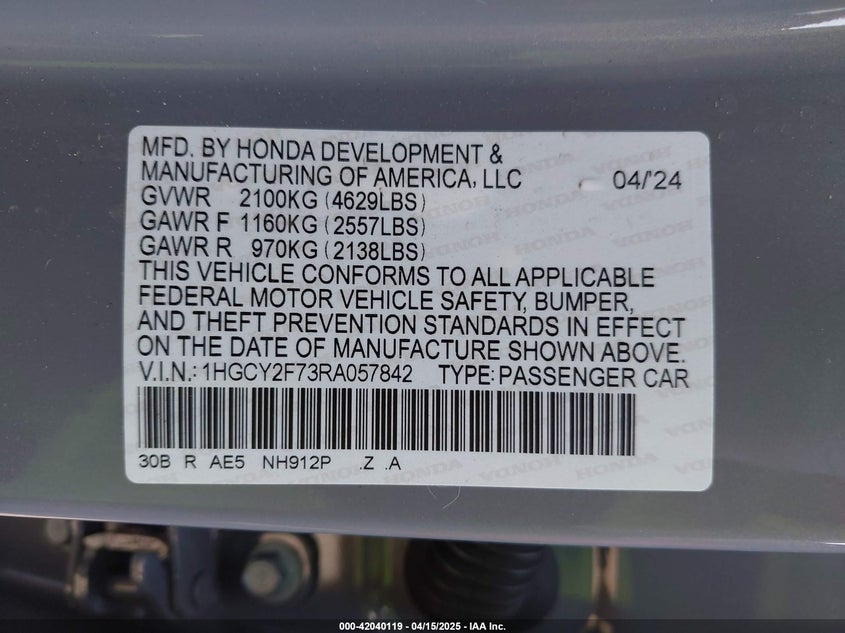 MFD. BY HONDA DEVELOPMENT &
MANUFACTURING OF AMERICA, LLC 04/'24
GVWR 2100KG (4629LBS)
GAWR F 1160KG (2557LBS)
GAWR R 970KG (2138LBS)
THIS VEHICLE CONFORMS TO ALL APPLICABLE
FEDERAL MOTOR VEHICLE SAFETY, BUMPER,
AND THEFT PREVENTION STANDARDS IN EFFECT
ON THE DATE OF MANUFACTURE SHOWN ABOVE.
V.I.N.: 1HGCY2F73RA057842 TYPE: PASSENGER CAR
30B R AE5 NH912P .Z .A
000-42040119 - 04/15/2025 - IAA Inc.